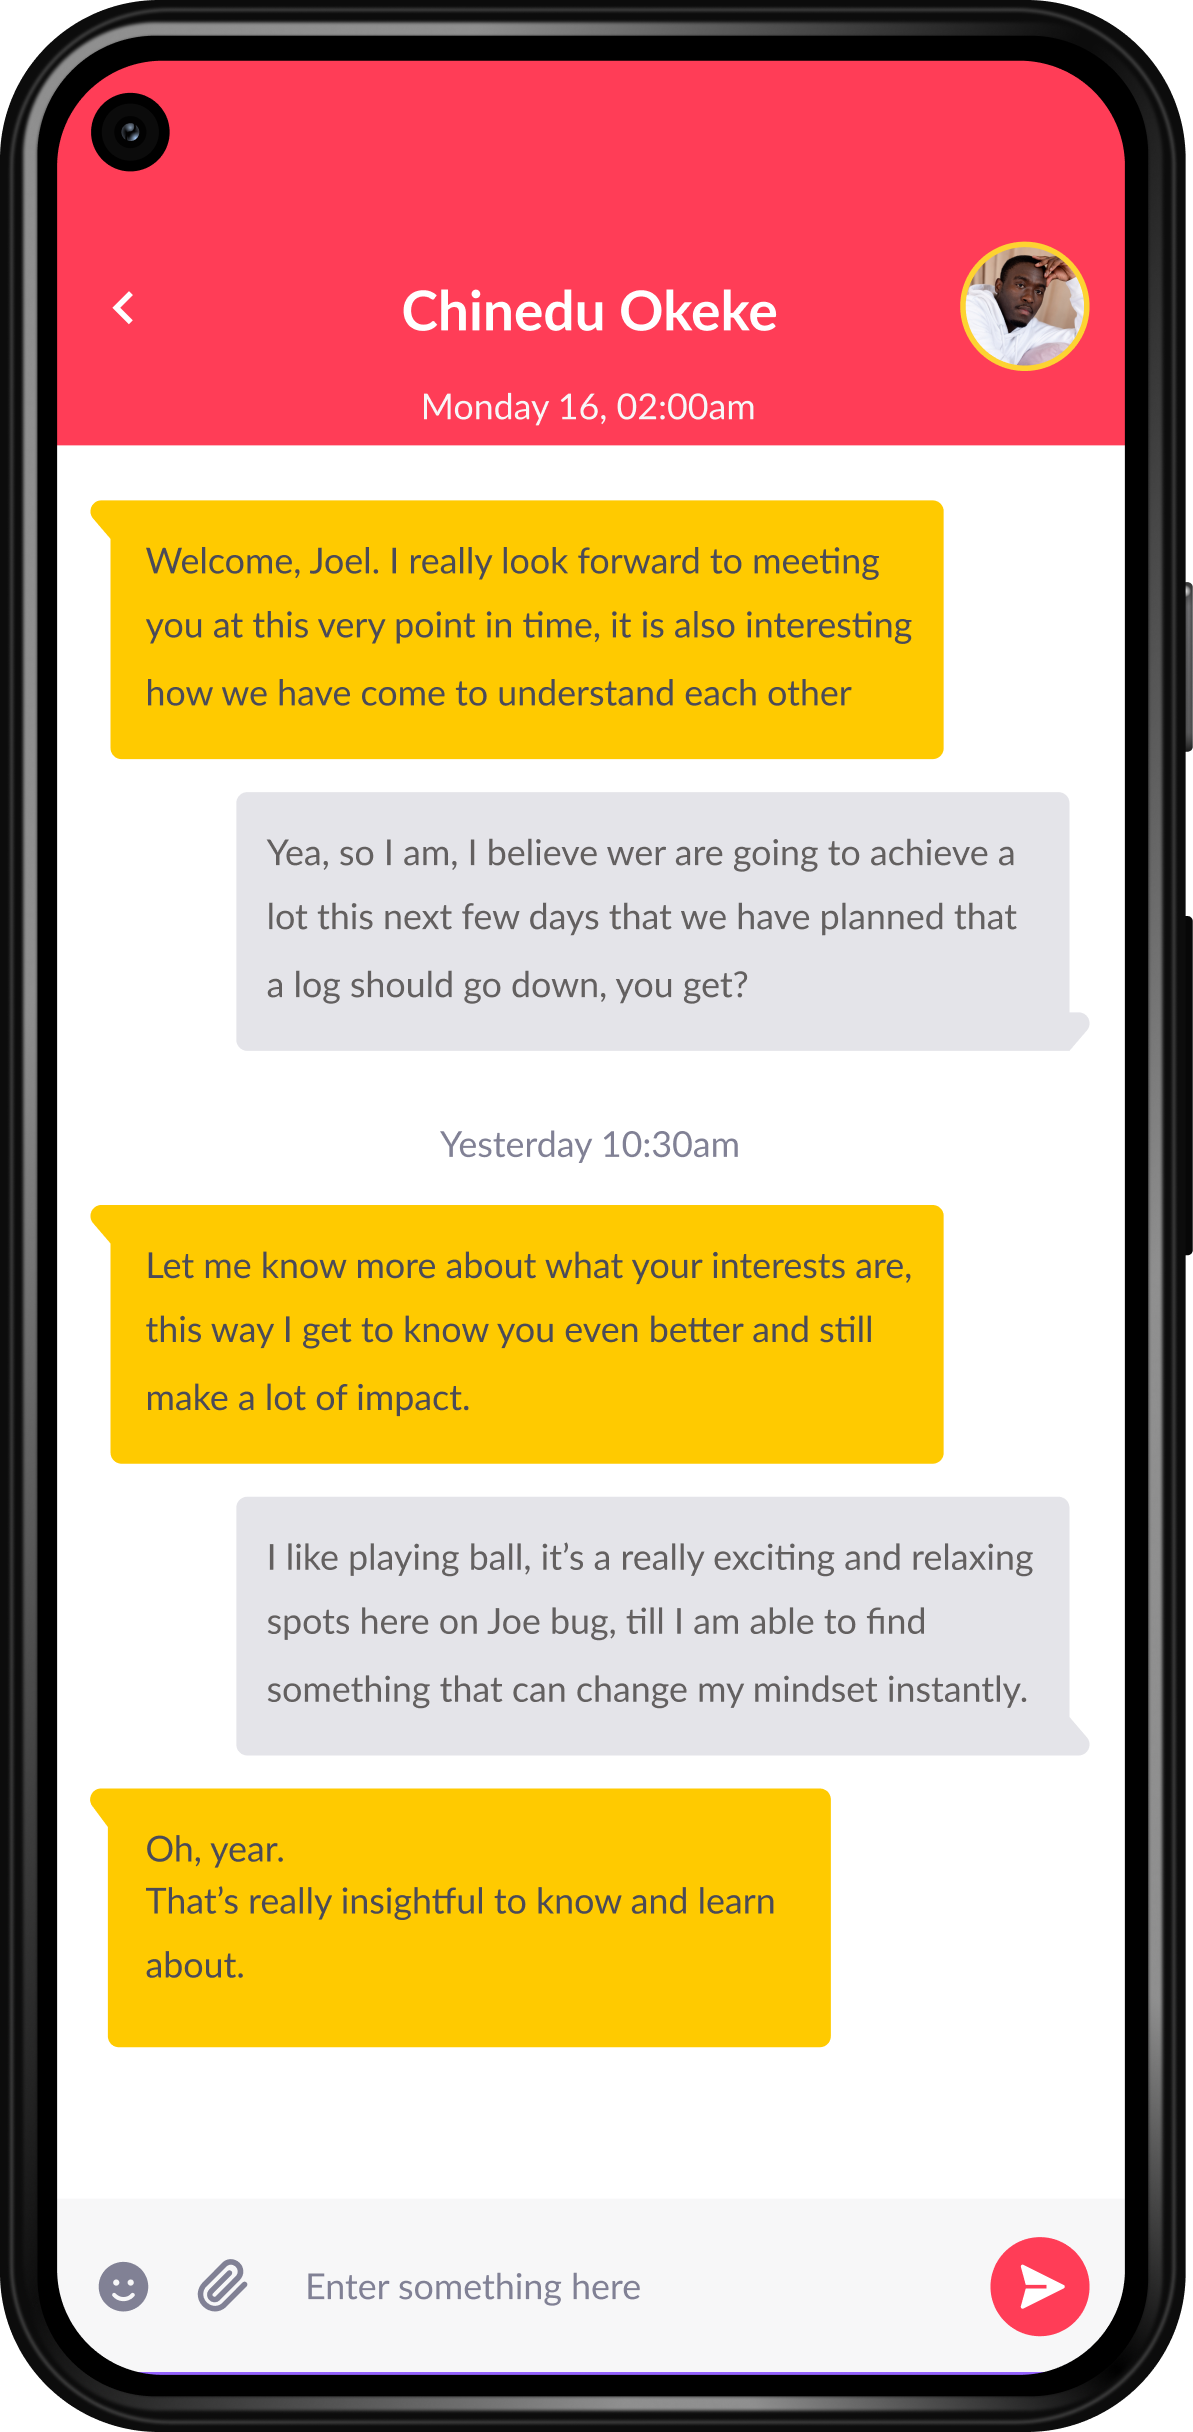 Chinedu Okeke
Monday 16, 02:00am
Welcome, Joel. I really look forward to meeting
you at this very point in time, it is also interesting
how we have come to understand each other
Yea, so I am, I believe wer are going to achieve a
lot this next few days that we have planned that
a log should go down, you get?
Yesterday 10:30am
Let me know more about what your interests are,
this way I get to know you even better and still
make a lot of impact.
I like playing ball, it’s a really exciting and relaxing
spots here on Joe bug, till I am able to find
something that can change my mindset instantly.
Oh, year.
That’s really insightful to know and learn
about.
Enter something here